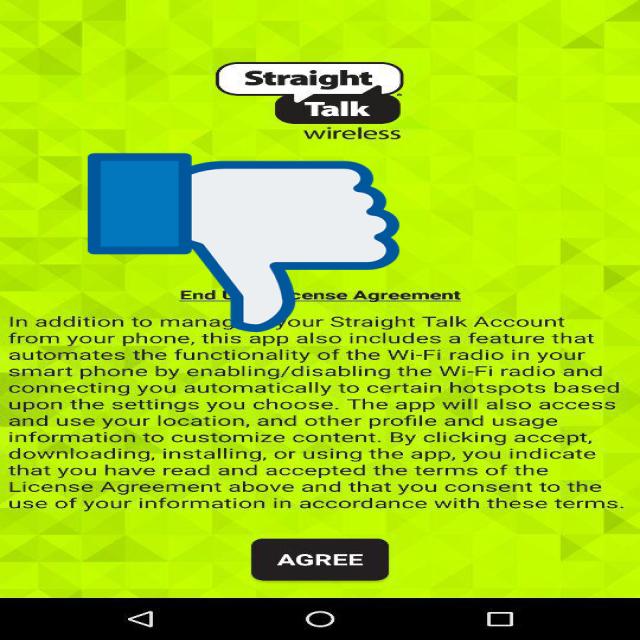 Straight
Talk
wireless
End U cense Agreement
In addition to manag your Straight Talk Account
from your phone, this app also includes a feature that
automates the functionality of the Wi-Fi radio in your
smart phone by enabling/disabling the Wi-Fi radio and
connecting you automatically to certain hotspots based
upon the settings you choose. The app will also access
and use your location, and other profile and usage
information to customize content. By clicking accept,
downloading, installing, or using the app, you indicate
that you have read and accepted the terms of the
License Agreement above and that you consent to the
use of your information in accordance with these terms.
AGREE